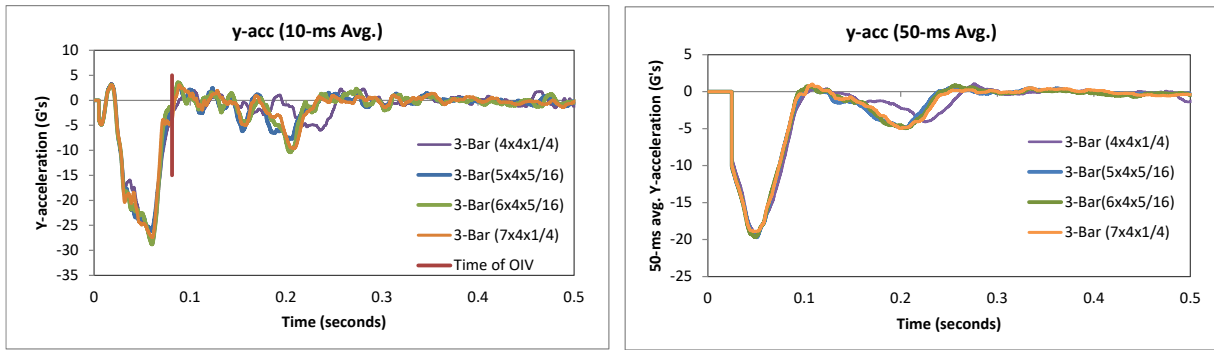 y-acc (10-ms Avg.)
Y-acceleration (G's)
10
5
0
-5
-10
-15
-20
-25
-30
-35
0
0.1
0.2
0.3
0.4
0.5
Time (seconds)
3-Bar (4x4x1/4)
3-Bar(5x4x5/16)
3-Bar(6x4x5/16)
3-Bar (7x4x1/4)
Time of OIV
y-acc (50-ms Avg.)
50-ms avg. Y-acceleration (G's)
5
0
-5
-10
-15
-20
-25
0
0.1
0.2
0.3
0.4
0.5
Time (seconds)
3-Bar (4x4x1/4)
3-Bar(5x4x5/16)
3-Bar(6x4x5/16)
3-Bar (7x4x1/4)